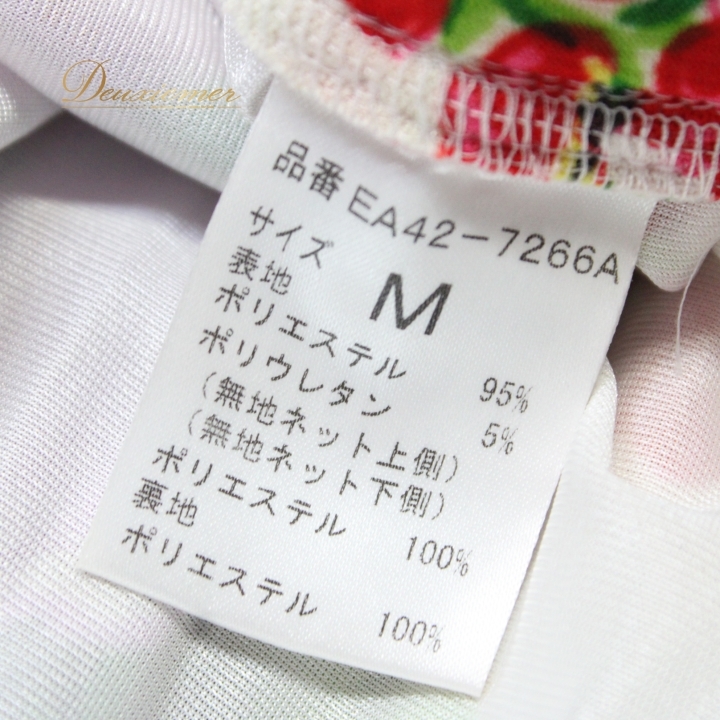 Deuxiemer
品番 EA42-7266A
サイズ M
表地
ポリエステル 95%
ポリウレタン 5%
(無地ネット上側)
(無地ネット下側)
ポリエステル 100%
裏地
ポリエステル 100%